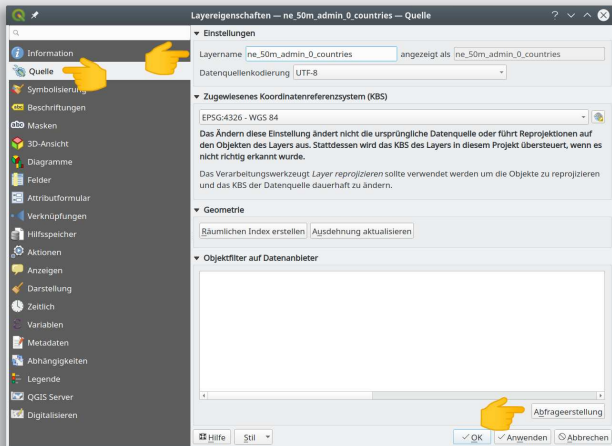 Layereigenschaften — ne_50m_admin_0_countries — Quelle
Information
Quelle
Symbolisierung
Beschriftungen
Masken
3D-Ansicht
Diagramme
Felder
Attributformular
Verknüpfungen
Hilfsspeicher
Aktionen
Anzeigen
Darstellung
Zeitlich
Variablen
Metadaten
Abhängigkeiten
Legende
QGIS Server
Digitalisieren
Einstellungen
Layername ne_50m_admin_0_countries angezeigt als ne_50m_admin_0_countries
Datenquellenkodierung UTF-8
Zugewiesenes Koordinatenreferenzsystem (KBS)
EPSG:4326 - WGS 84
Das Ändern diese Einstellung ändert nicht die ursprüngliche Datenquelle oder führt Reprojektionen auf
den Objekten des Layers aus. Stattdessen wird das KBS des Layers in diesem Projekt übersteuert, wenn es
nicht richtig erkannt wurde.
Das Verarbeitungswerkzeug Layer reprojizieren sollte verwendet werden um die Objekte zu reprojizieren
und das KBS der Datenquelle dauerhaft zu ändern.
Geometrie
Räumlichen Index erstellen Ausdehnung aktualisieren
Objektfilter auf Datenanbieter
Abfrageerstellung
Hilfe Stil OK Anwenden Abbrechen